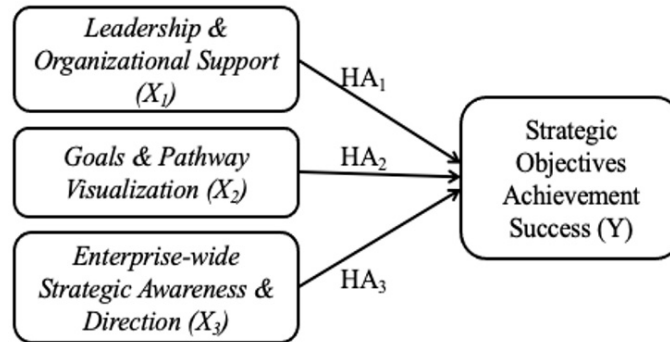 Leadership &
Organizational Support
(X₁)
HA₁
Goals & Pathway
Visualization (X₂)
HA₂
Enterprise-wide
Strategic Awareness &
Direction (X₃)
HA₃
Strategic
Objectives
Achievement
Success (Y)